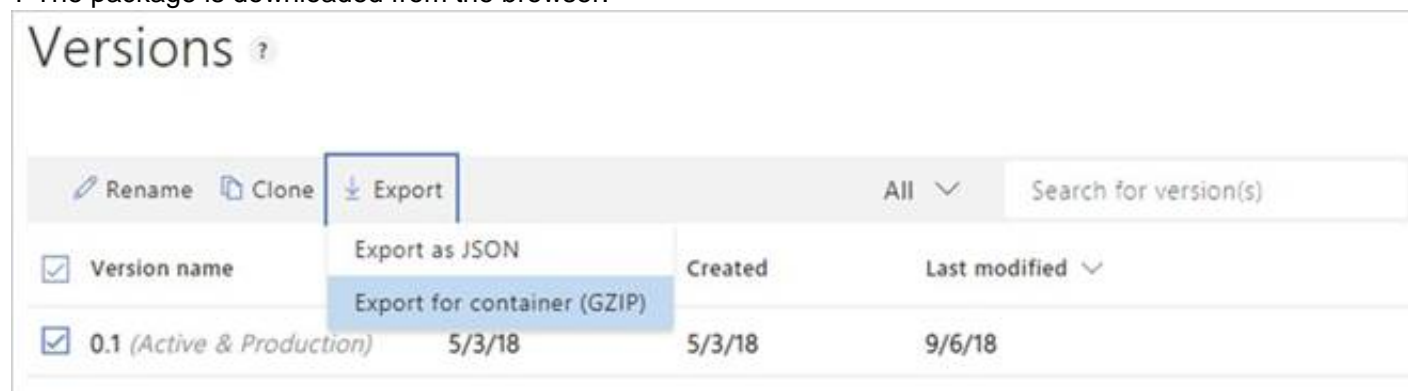 The package is downloaded from the browser.
Versions ?
Rename Clone Export All Search for version(s)
Export as JSON
Version name Created Last modified
Export for container (GZIP)
0.1 (Active & Production) 5/3/18 5/3/18 9/6/18